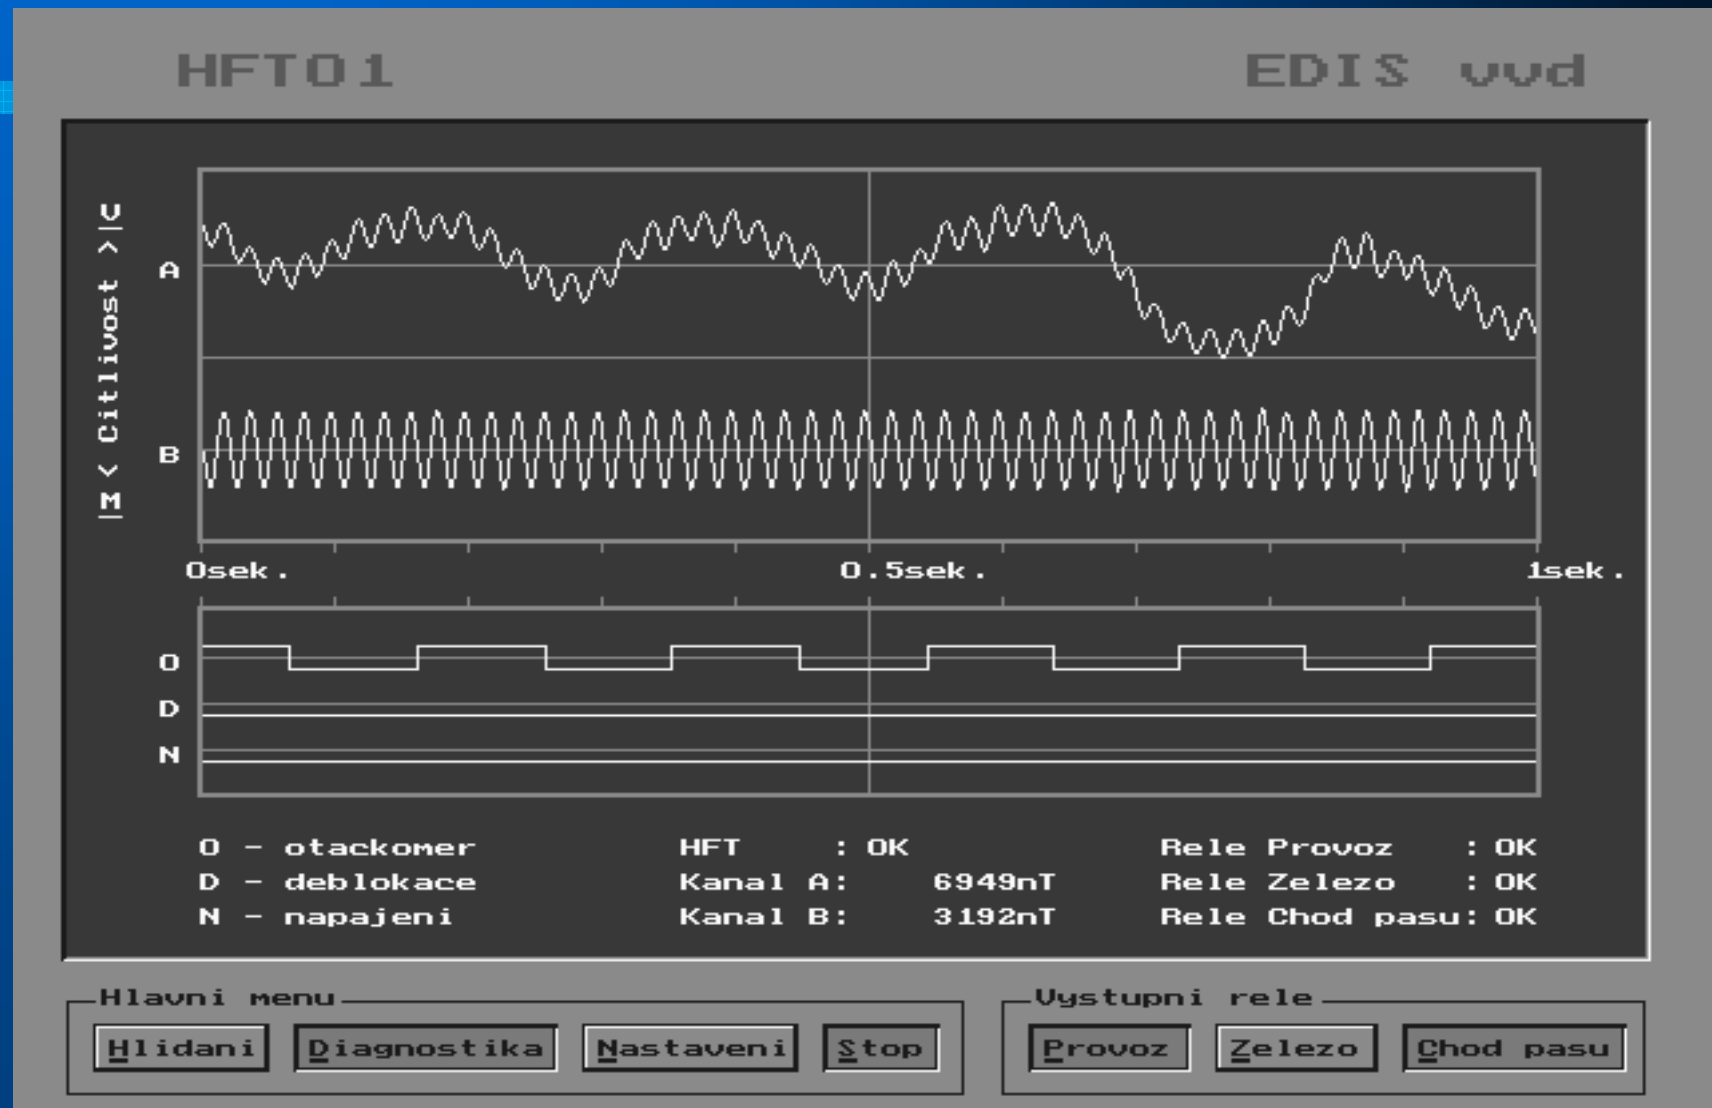 HFT01 EDIS vvd
|M < Citlivost >|C
A
B
0sek. 0.5sek. 1sek.
O
D
N
O - otackomer HFT : OK Rele Provoz : OK
D - deblokace Kanal A: 6949nT Rele Zelezo : OK
N - napajeni Kanal B: 3192nT Rele Chod pasu: OK
Hlavni menu Vystupni rele
Hlidani Diagnostika Nastaveni Stop Provoz Zelezo Chod pasu